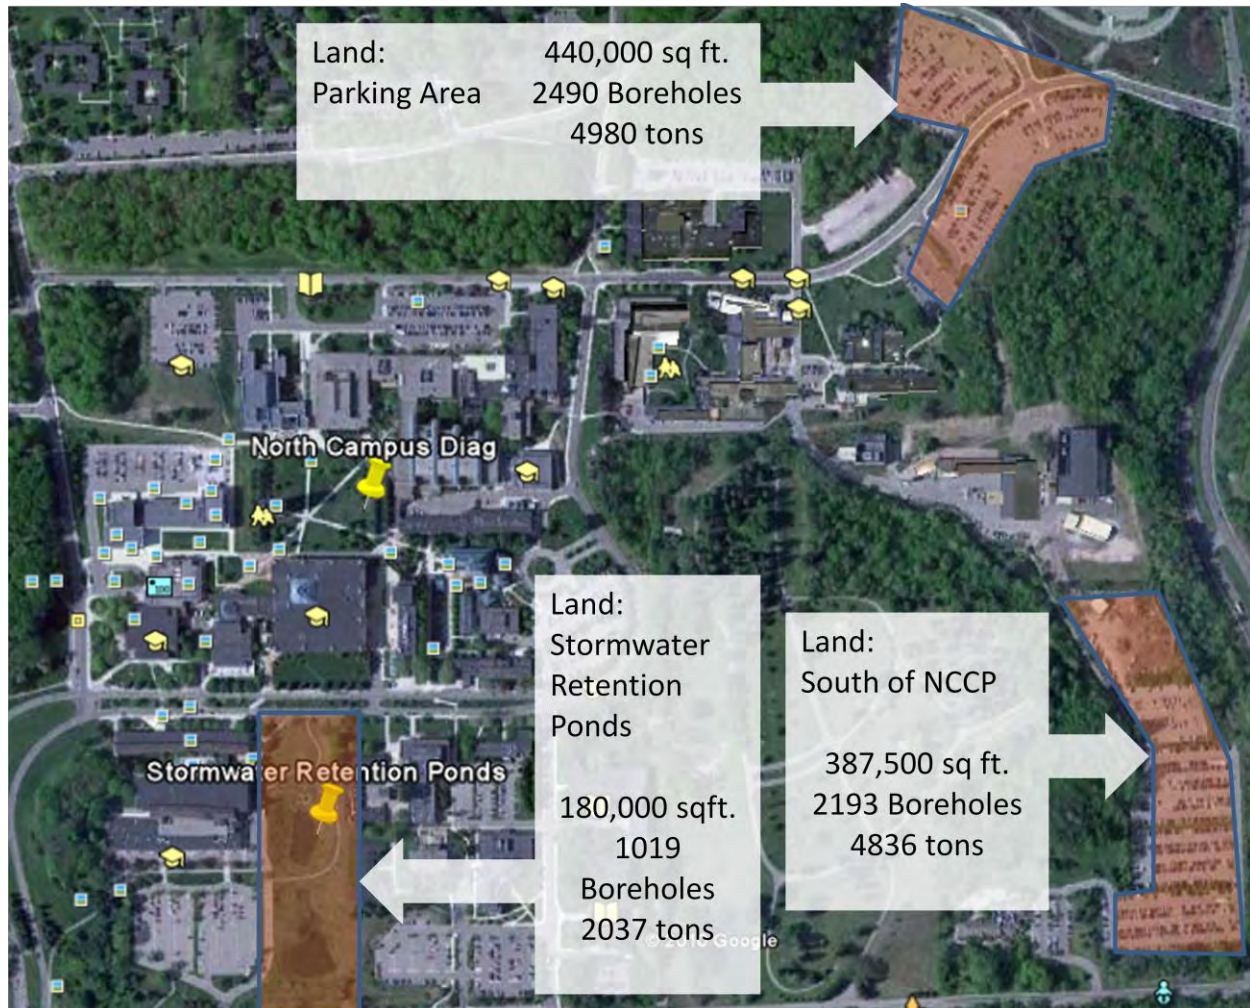 Land: 440,000 sq ft.
Parking Area 2490 Boreholes
4980 tons
North Campus Diag
Stormwater Retention Ponds
Land:
Stormwater
Retention
Ponds
180,000 sqft.
1019
Boreholes
2037 tons
Land:
South of NCCP
387,500 sq ft.
2193 Boreholes
4836 tons
Google